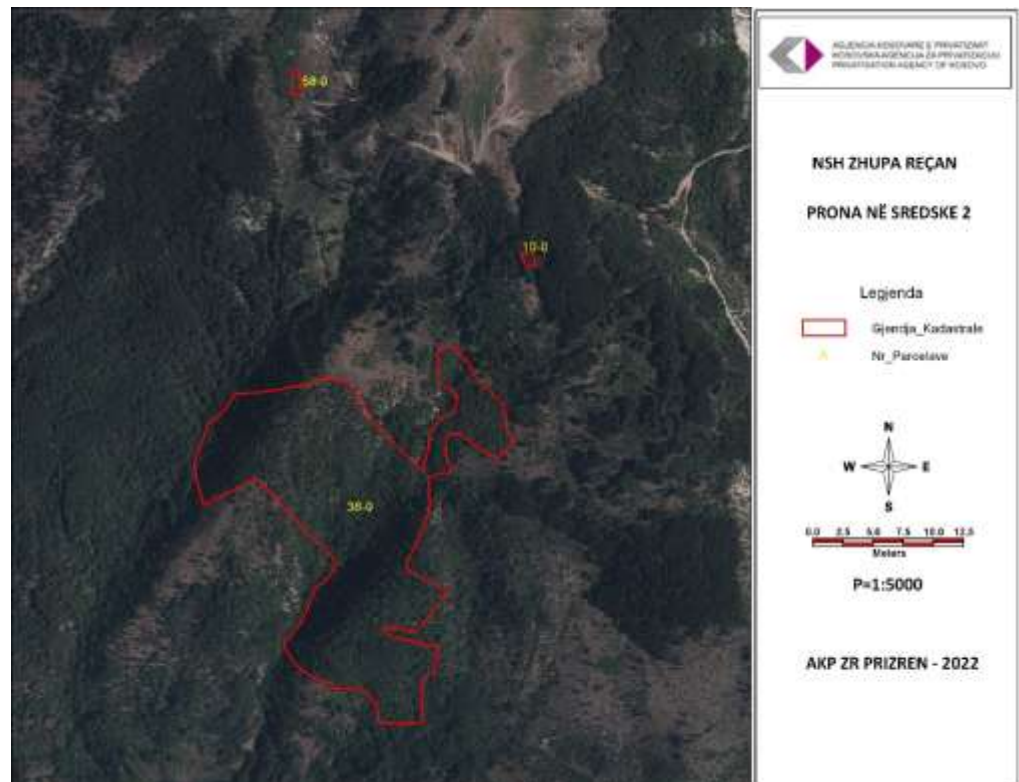 58-0
10-0
38-0
AGJENCIA KOSOVARE E PRIVATIZIMIT
KOSOVSKA AGENCIJA ZA PRIVATIZACIJU
PRIVATISATION AGENCY OF KOSOVO
NSH ZHUPA REÇAN
PRONA NË SREDSKE 2
Legjenda
Gjendja_Kadastrale
A Nr_Parcelave
N
W E
S
0.0 2.5 5.0 7.5 10.0 12.5
Meters
P=1:5000
AKP ZR PRIZREN - 2022